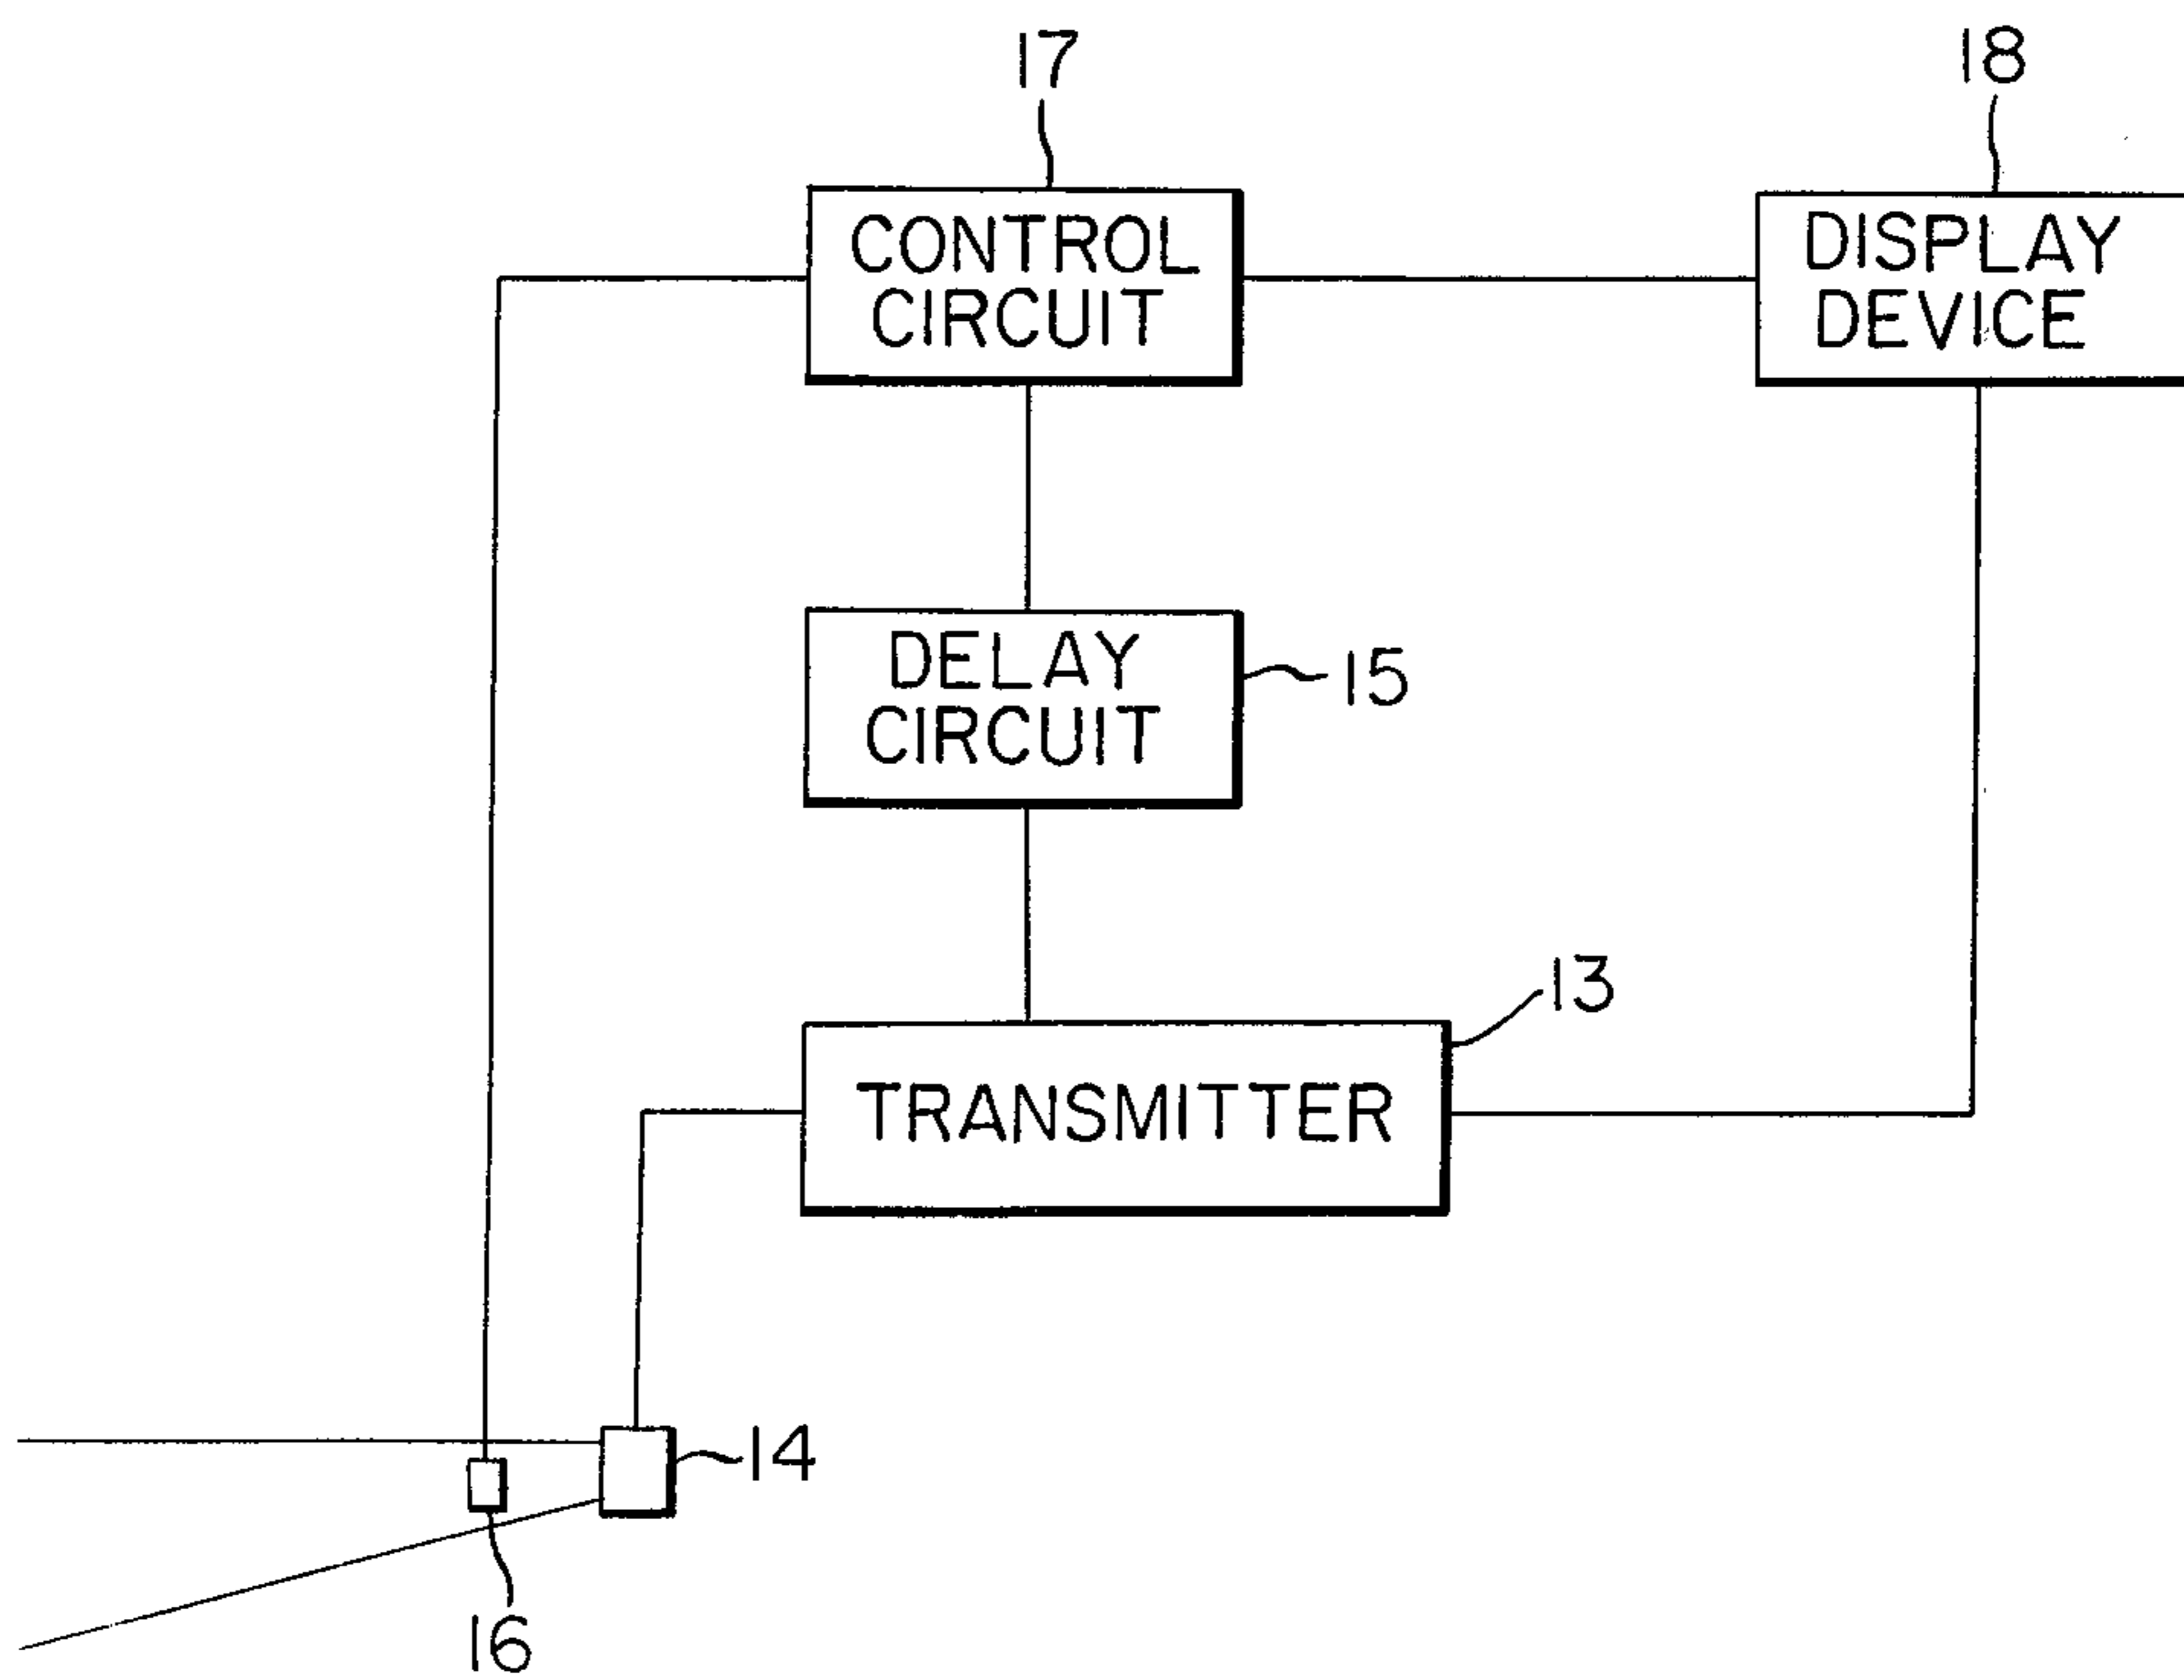 17
18
CONTROL
CIRCUIT
DISPLAY
DEVICE
DELAY
CIRCUIT
15
13
TRANSMITTER
14
16